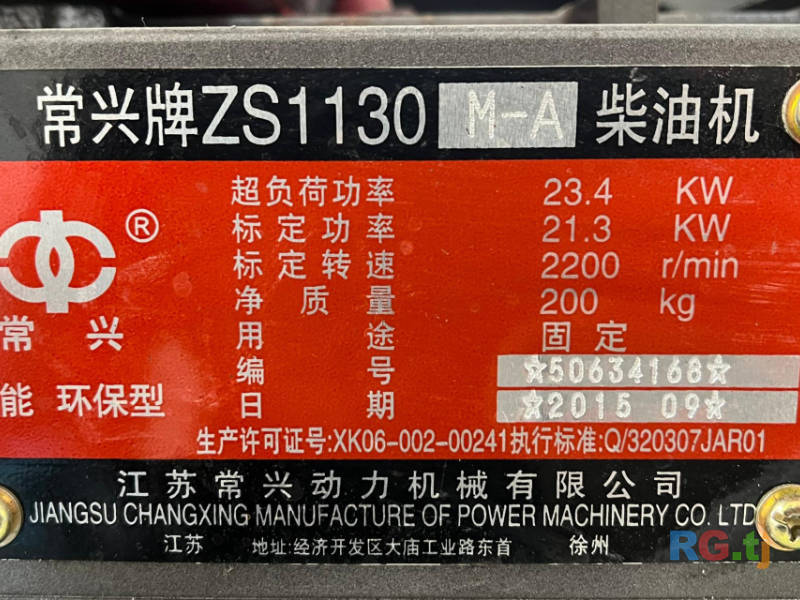 常兴牌ZS1130 M-A 柴油机
®
超负荷功率 23.4 KW
标定功率 21.3 KW
标定转速 2200 r/min
净质量 200 kg
常兴
用途 固定
编号 ☆50634168☆
能 环保型
日期 ☆2015 09☆
生产许可证号:XK06-002-00241执行标准:Q/320307JAR01
江苏常兴动力机械有限公司
JIANGSU CHANGXING MANUFACTURE OF POWER MACHINERY CO. LTD
江苏 地址:经济开发区大庙工业路东首 徐州
RG.tj